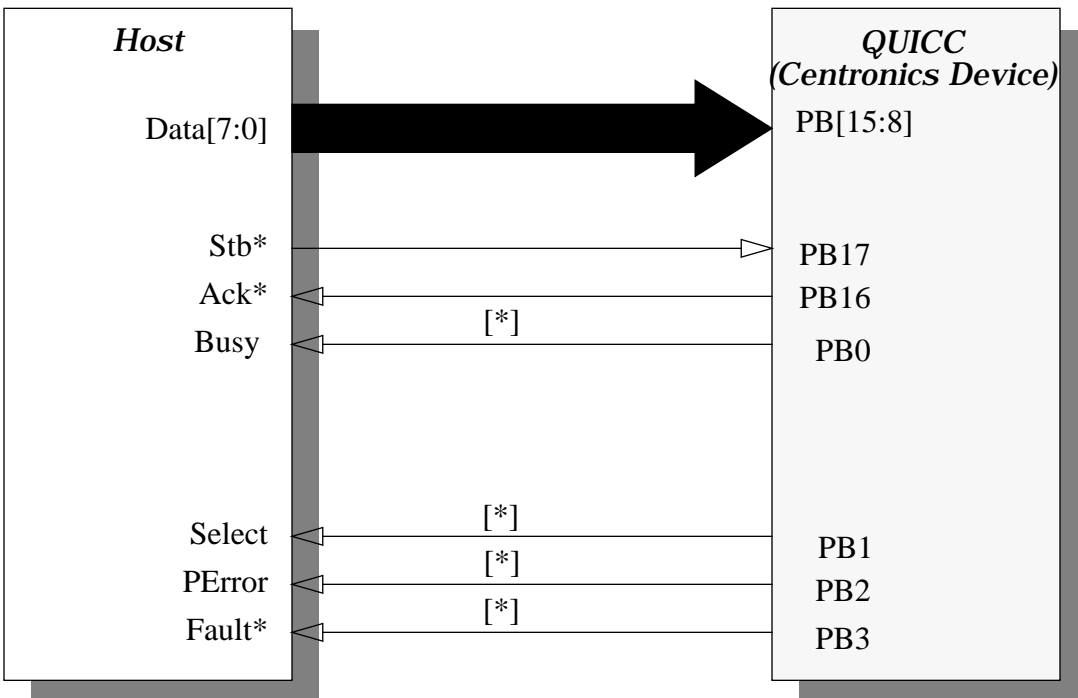 Host
QUICC
(Centronics Device)
Data[7:0]
PB[15:8]
Stb*
PB17
Ack*
PB16
[*]
Busy
PB0
[*]
Select
PB1
[*]
PError
PB2
[*]
Fault*
PB3